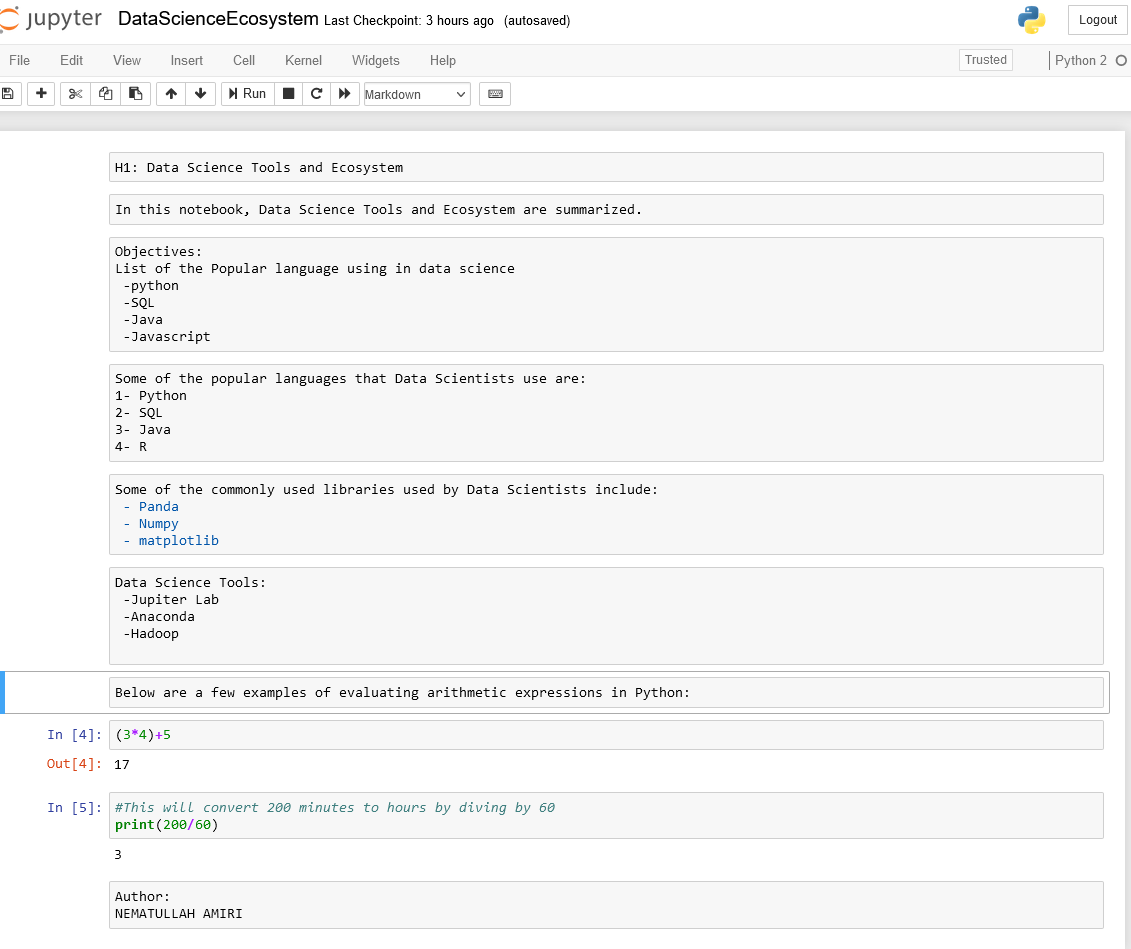 jupyter DataScienceEcosystem Last Checkpoint: 3 hours ago (autosaved) Logout
File Edit View Insert Cell Kernel Widgets Help Trusted Python 2
Run Markdown
H1: Data Science Tools and Ecosystem
In this notebook, Data Science Tools and Ecosystem are summarized.
Objectives:
List of the Popular language using in data science
-python
-SQL
-Java
-Javascript
Some of the popular languages that Data Scientists use are:
1- Python
2- SQL
3- Java
4- R
Some of the commonly used libraries used by Data Scientists include:
- Panda
- Numpy
- matplotlib
Data Science Tools:
-Jupiter Lab
-Anaconda
-Hadoop
Below are a few examples of evaluating arithmetic expressions in Python:
In [4]: (3*4)+5
Out[4]: 17
In [5]: #This will convert 200 minutes to hours by diving by 60
print(200/60)
3
Author:
NEMATULLAH AMIRI